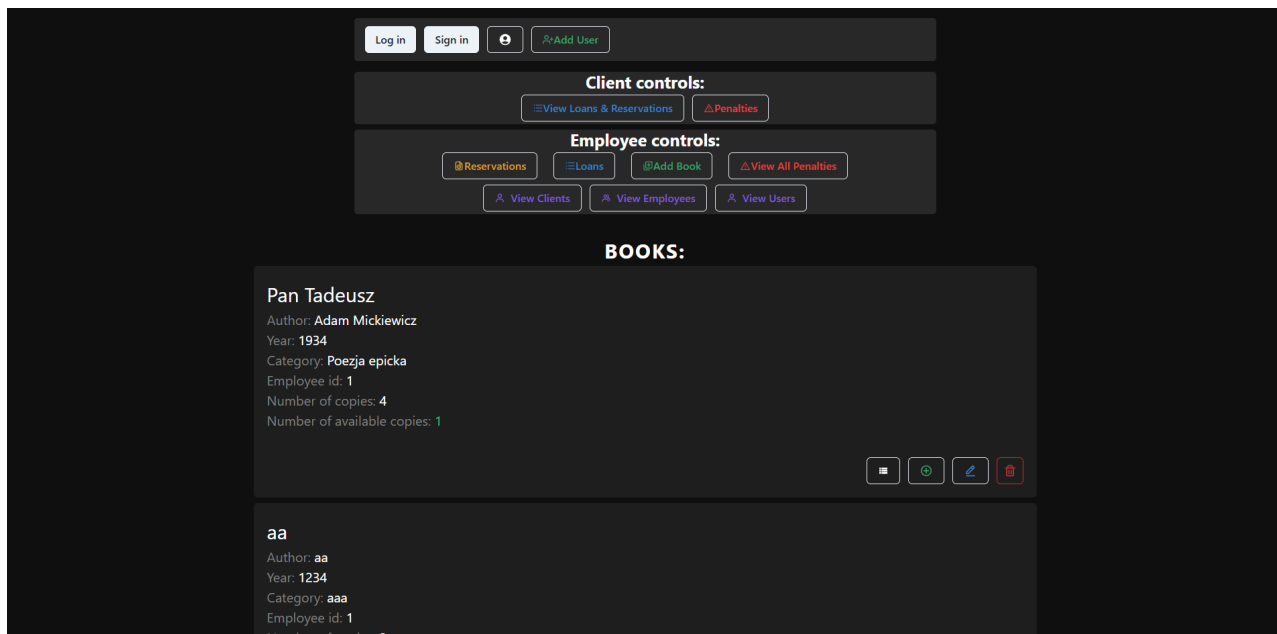 Log in Sign in Add User
Client controls:
View Loans & Reservations Penalties
Employee controls:
Reservations Loans Add Book View All Penalties
View Clients View Employees View Users
BOOKS:
Pan Tadeusz
Author: Adam Mickiewicz
Year: 1934
Category: Poezja epicka
Employee id: 1
Number of copies: 4
Number of available copies: 1
aa
Author: aa
Year: 1234
Category: aaa
Employee id: 1